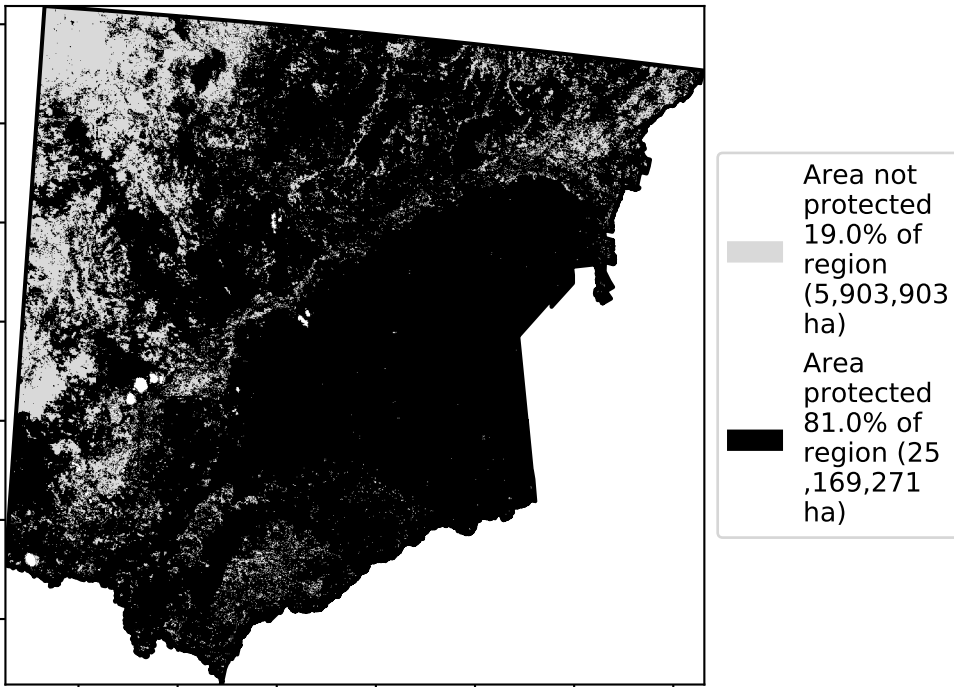 Area not
protected
19.0% of
region
(5,903,903
ha)
Area
protected
81.0% of
region (25
,169,271
ha)